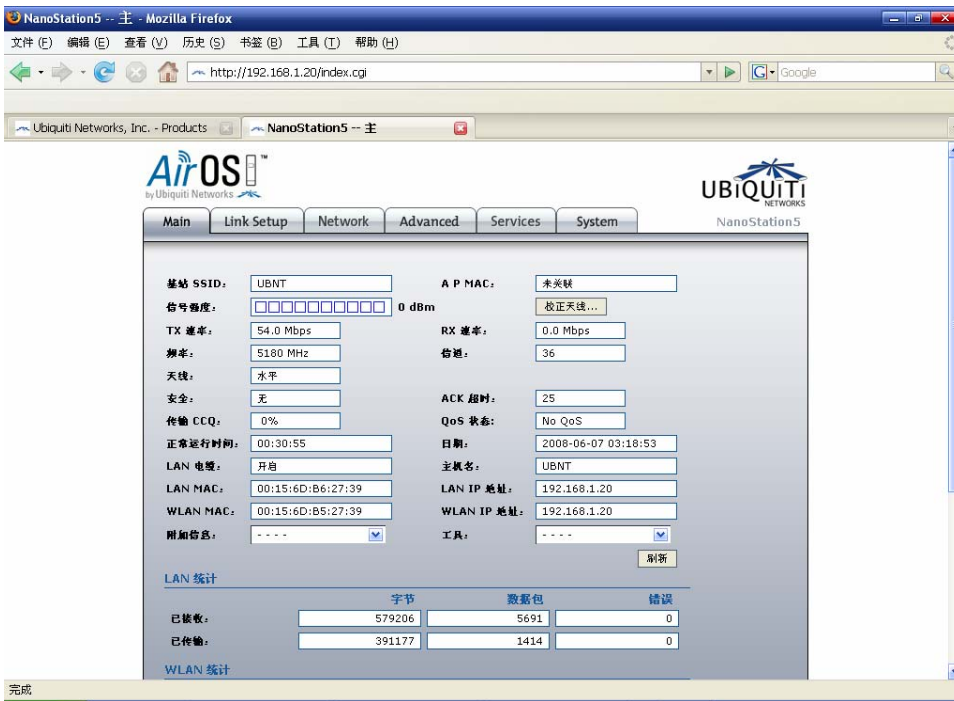 NanoStation5 -- 主 - Mozilla Firefox
文件 (F) 编辑 (E) 查看 (V) 历史 (S) 书签 (B) 工具 (T) 帮助 (H)
http://192.168.1.20/index.cgi
G Google
Ubiquiti Networks, Inc. - Products NanoStation5 -- 主
AirOS™
by Ubiquiti Networks
UBiQUiTi
NETWORKS
Main Link Setup Network Advanced Services System NanoStation5
基站 SSID: UBNT A P MAC: 未关联
信号强度: 0 dBm 校正天线...
TX 速率: 54.0 Mbps RX 速率: 0.0 Mbps
频率: 5180 MHz 信道: 36
天线: 水平
安全: 无 ACK 超时: 25
传输 CCQ: 0% QoS 状态: No QoS
正常运行时间: 00:30:55 日期: 2008-06-07 03:18:53
LAN 电缆: 开启 主机名: UBNT
LAN MAC: 00:15:6D:B6:27:39 LAN IP 地址: 192.168.1.20
WLAN MAC: 00:15:6D:B5:27:39 WLAN IP 地址: 192.168.1.20
附加信息: - - - - 工具: - - - -
刷新
LAN 统计
字节 数据包 错误
已接收: 579206 5691 0
已传输: 391177 1414 0
WLAN 统计
完成